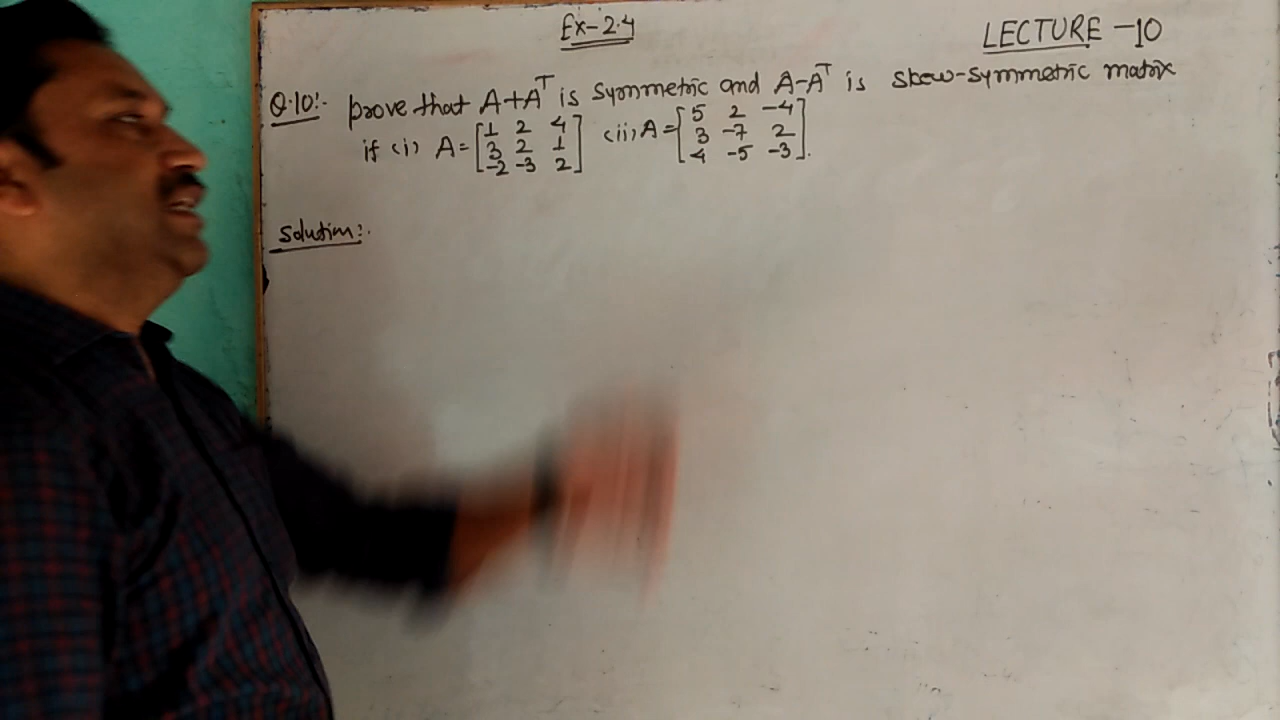 Ex-2.4
LECTURE -10
Q.10:- prove that A+Aᵀ is symmetric and A-Aᵀ is skew-symmetric matrix
if (i) A=[1 2 4 (ii) A=[5 2 -4
3 2 1 3 -7 2
-2 -3 2] 4 -5 -3].
Solution:-